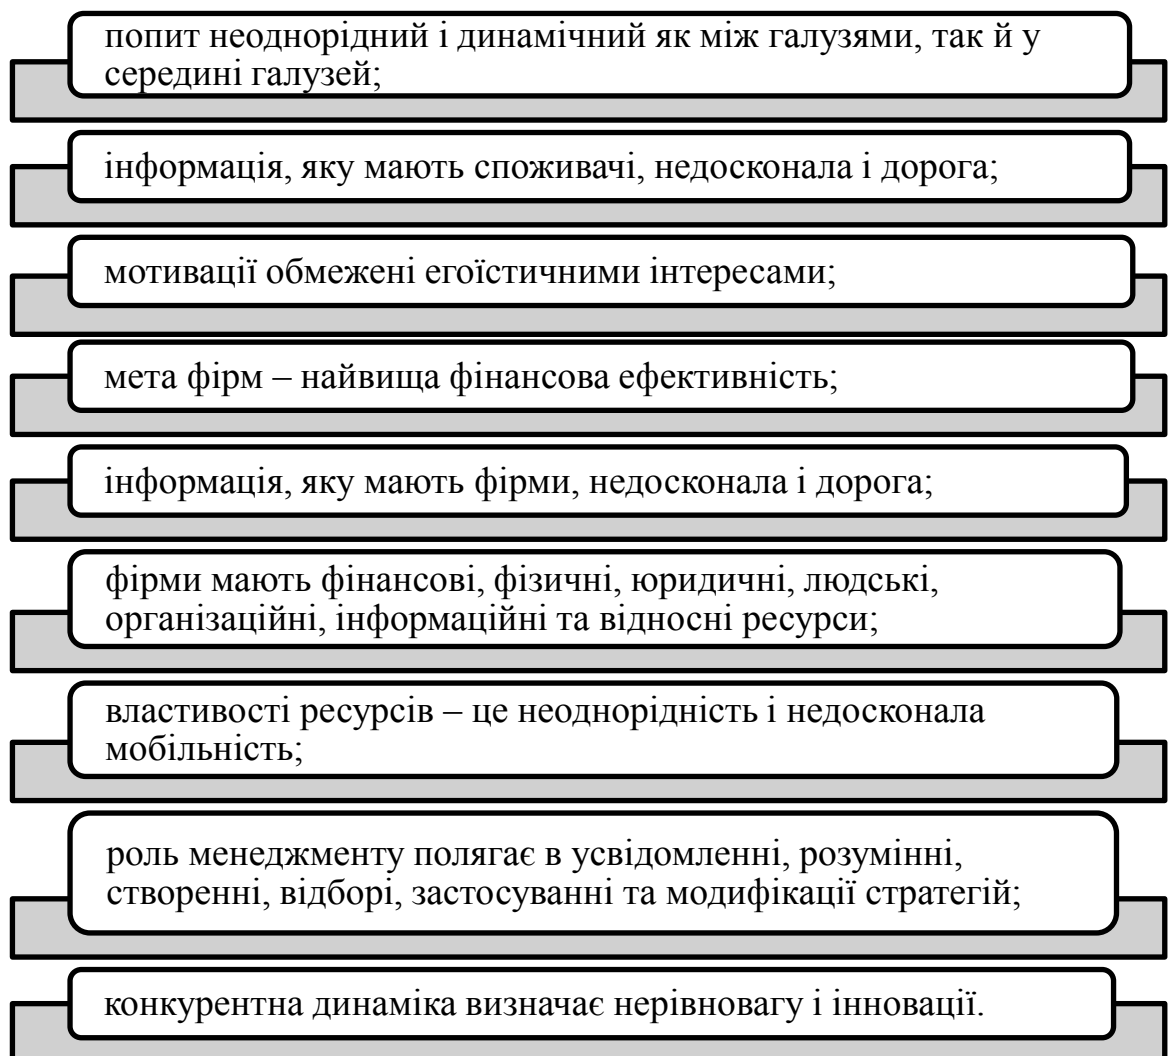 попит неоднорідний і динамічний як між галузями, так й у
середині галузей;
інформація, яку мають споживачі, недосконала і дорога;
мотивації обмежені егоїстичними інтересами;
мета фірм – найвища фінансова ефективність;
інформація, яку мають фірми, недосконала і дорога;
фірми мають фінансові, фізичні, юридичні, людські,
організаційні, інформаційні та відносні ресурси;
властивості ресурсів – це неоднорідність і недосконала
мобільність;
роль менеджменту полягає в усвідомленні, розумінні,
створенні, відборі, застосуванні та модифікації стратегій;
конкурентна динаміка визначає нерівновагу і інновації.